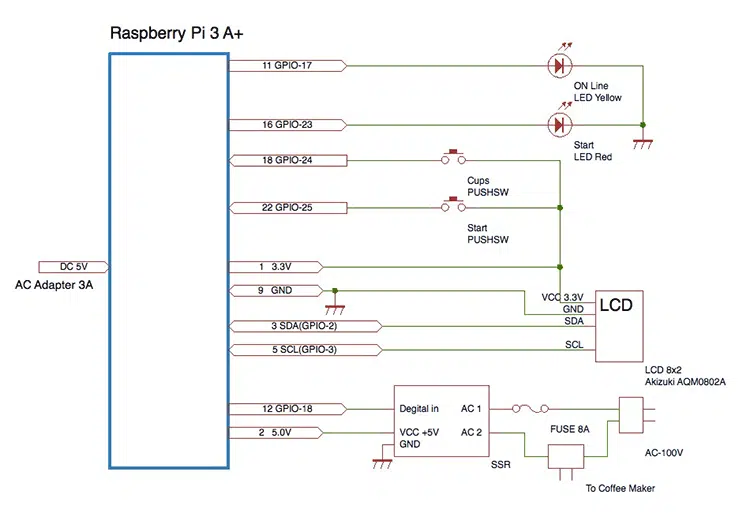 Raspberry Pi 3 A+
11 GPIO-17
ON Line
LED Yellow
16 GPIO-23
Start
LED Red
18 GPIO-24
Cups
PUSHSW
22 GPIO-25
Start
PUSHSW
DC 5V
AC Adapter 3A
1 3.3V
9 GND
VCC 3.3V
GND
LCD
3 SDA(GPIO-2)
SDA
5 SCL(GPIO-3)
SCL
LCD 8x2
Akizuki AQM0802A
12 GPIO-18
Degital in
AC 1
2 5.0V
VCC +5V
AC 2
GND
FUSE 8A
AC-100V
SSR
To Coffee Maker